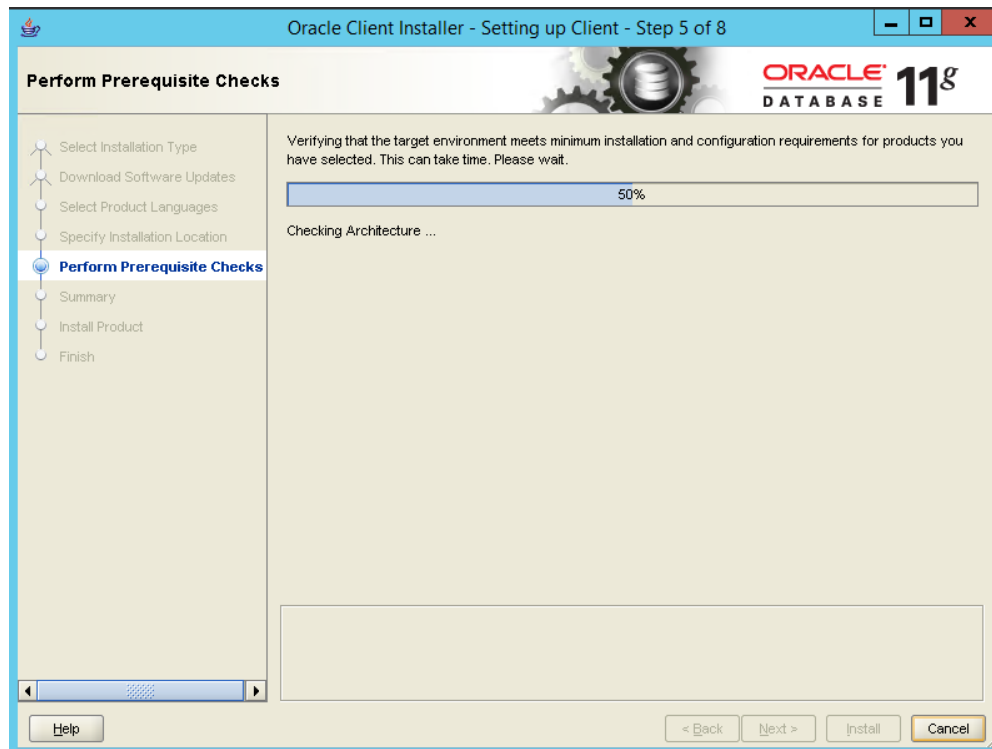 Oracle Client Installer - Setting up Client - Step 5 of 8
Perform Prerequisite Checks
ORACLE
DATABASE
11g
Select Installation Type
Download Software Updates
Select Product Languages
Specify Installation Location
Perform Prerequisite Checks
Summary
Install Product
Finish
Verifying that the target environment meets minimum installation and configuration requirements for products you
have selected. This can take time. Please wait.
50%
Checking Architecture ...
Help
< Back
Next >
Install
Cancel